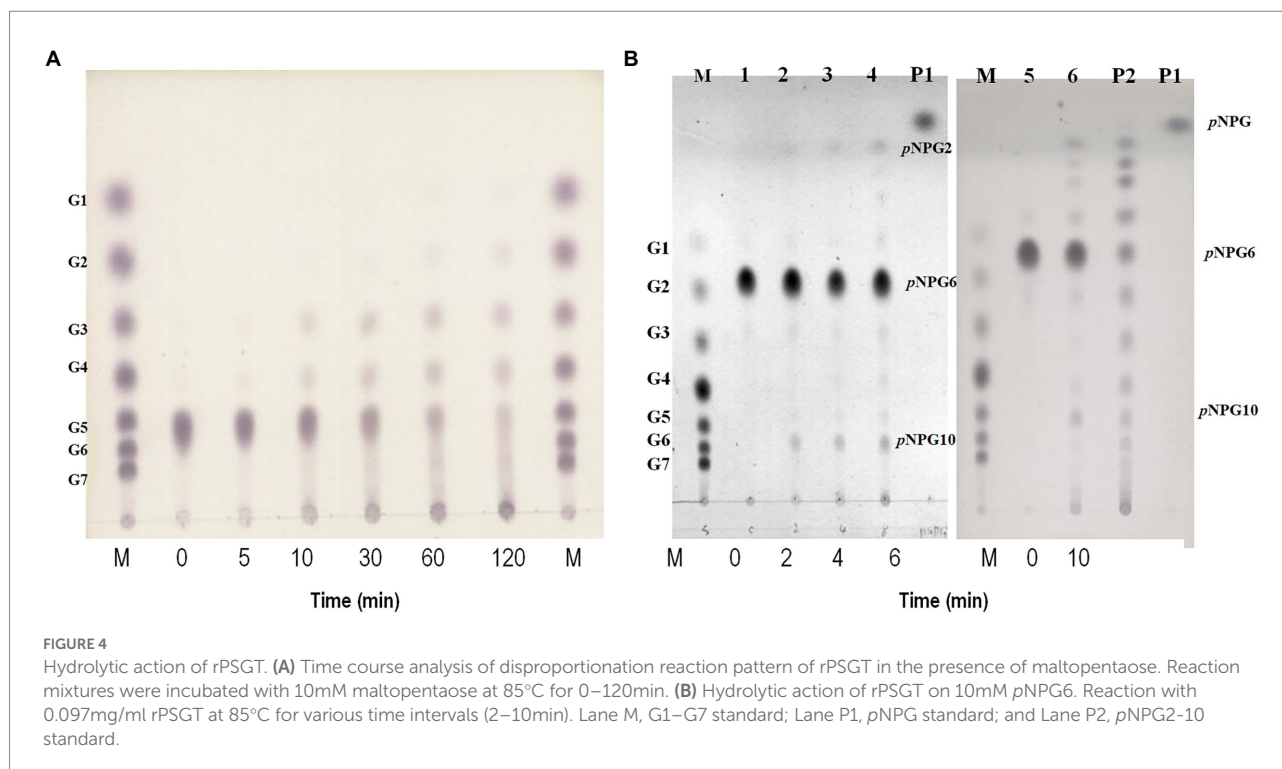 A
G1
G2
G3
G4
G5
G6
G7
M 0 5 10 30 60 120 M
Time (min)
B
M 1 2 3 4 P1 M 5 6 P2 P1
pNPG
pNPG2
G1
G2
G3
G4
G5
G6
G7
pNPG6
pNPG6
pNPG10
pNPG10
M 0 2 4 6 M 0 10
Time (min)
FIGURE 4
Hydrolytic action of rPSGT. (A) Time course analysis of disproportionation reaction pattern of rPSGT in the presence of maltopentaose. Reaction
mixtures were incubated with 10mM maltopentaose at 85°C for 0–120min. (B) Hydrolytic action of rPSGT on 10mM pNPG6. Reaction with
0.097mg/ml rPSGT at 85°C for various time intervals (2–10min). Lane M, G1–G7 standard; Lane P1, pNPG standard; and Lane P2, pNPG2-10
standard.